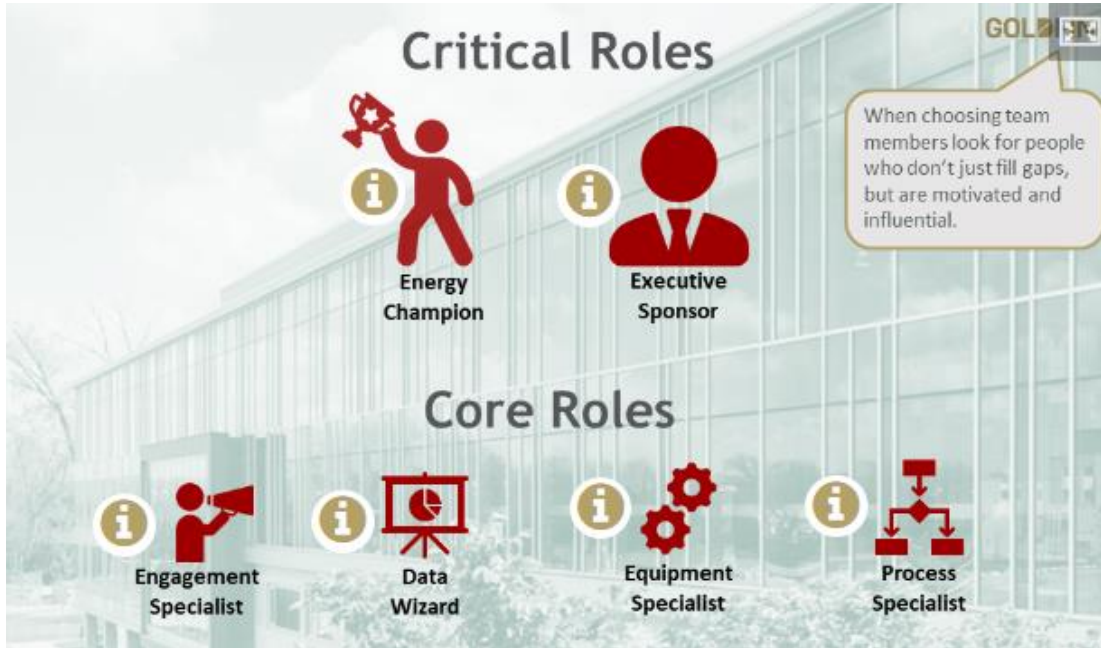 Critical Roles
When choosing team
members look for people
who don't just fill gaps,
but are motivated and
influential.
Energy
Champion
Executive
Sponsor
Core Roles
Engagement
Specialist
Data
Wizard
Equipment
Specialist
Process
Specialist